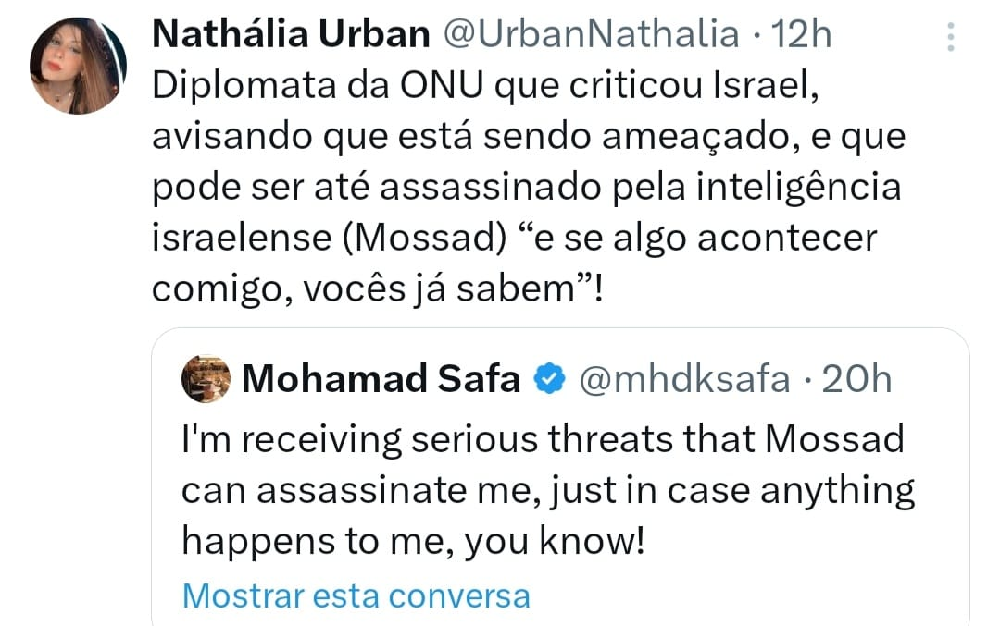 Nathália Urban @UrbanNathalia · 12h
Diplomata da ONU que criticou Israel,
avisando que está sendo ameaçado, e que
pode ser até assassinado pela inteligência
israelense (Mossad) “e se algo acontecer
comigo, vocês já sabem”!
Mohamad Safa @mhdksafa · 20h
I'm receiving serious threats that Mossad
can assassinate me, just in case anything
happens to me, you know!
Mostrar esta conversa